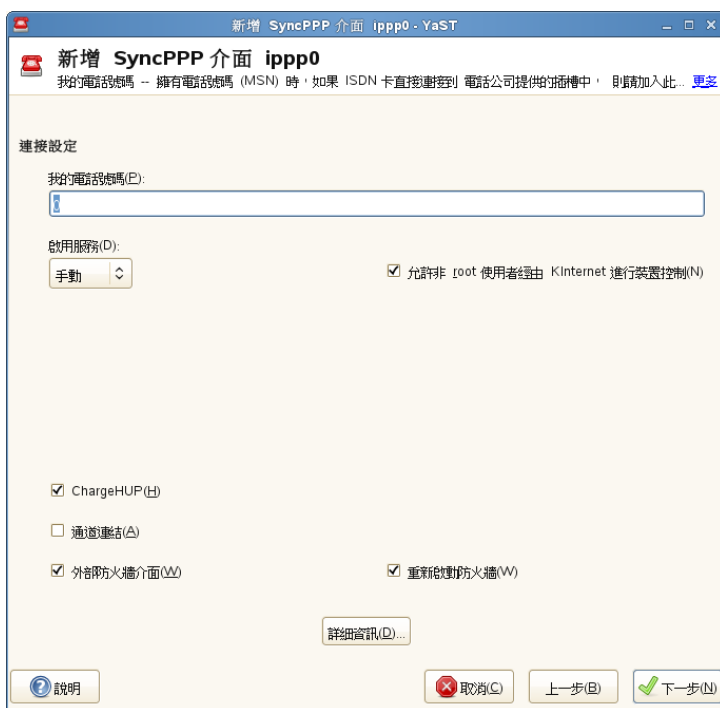 新增 SyncPPP 介面 ippp0 - YaST
新增 SyncPPP 介面 ippp0
我的電話號碼 -- 擁有電話號碼 (MSN) 時，如果 ISDN 卡直接連接到 電話公司提供的插槽中， 則請加入此... 更多
連接設定
我的電話號碼(P):
0
啟用服務(D):
手動
允許非 root 使用者經由 KInternet 進行裝置控制(N)
ChargeHUP(H)
通道連結(A)
外部防火牆介面(W)
重新啟動防火牆(W)
詳細資訊(D)...
說明
取消(C)
上一步(B)
下一步(N)